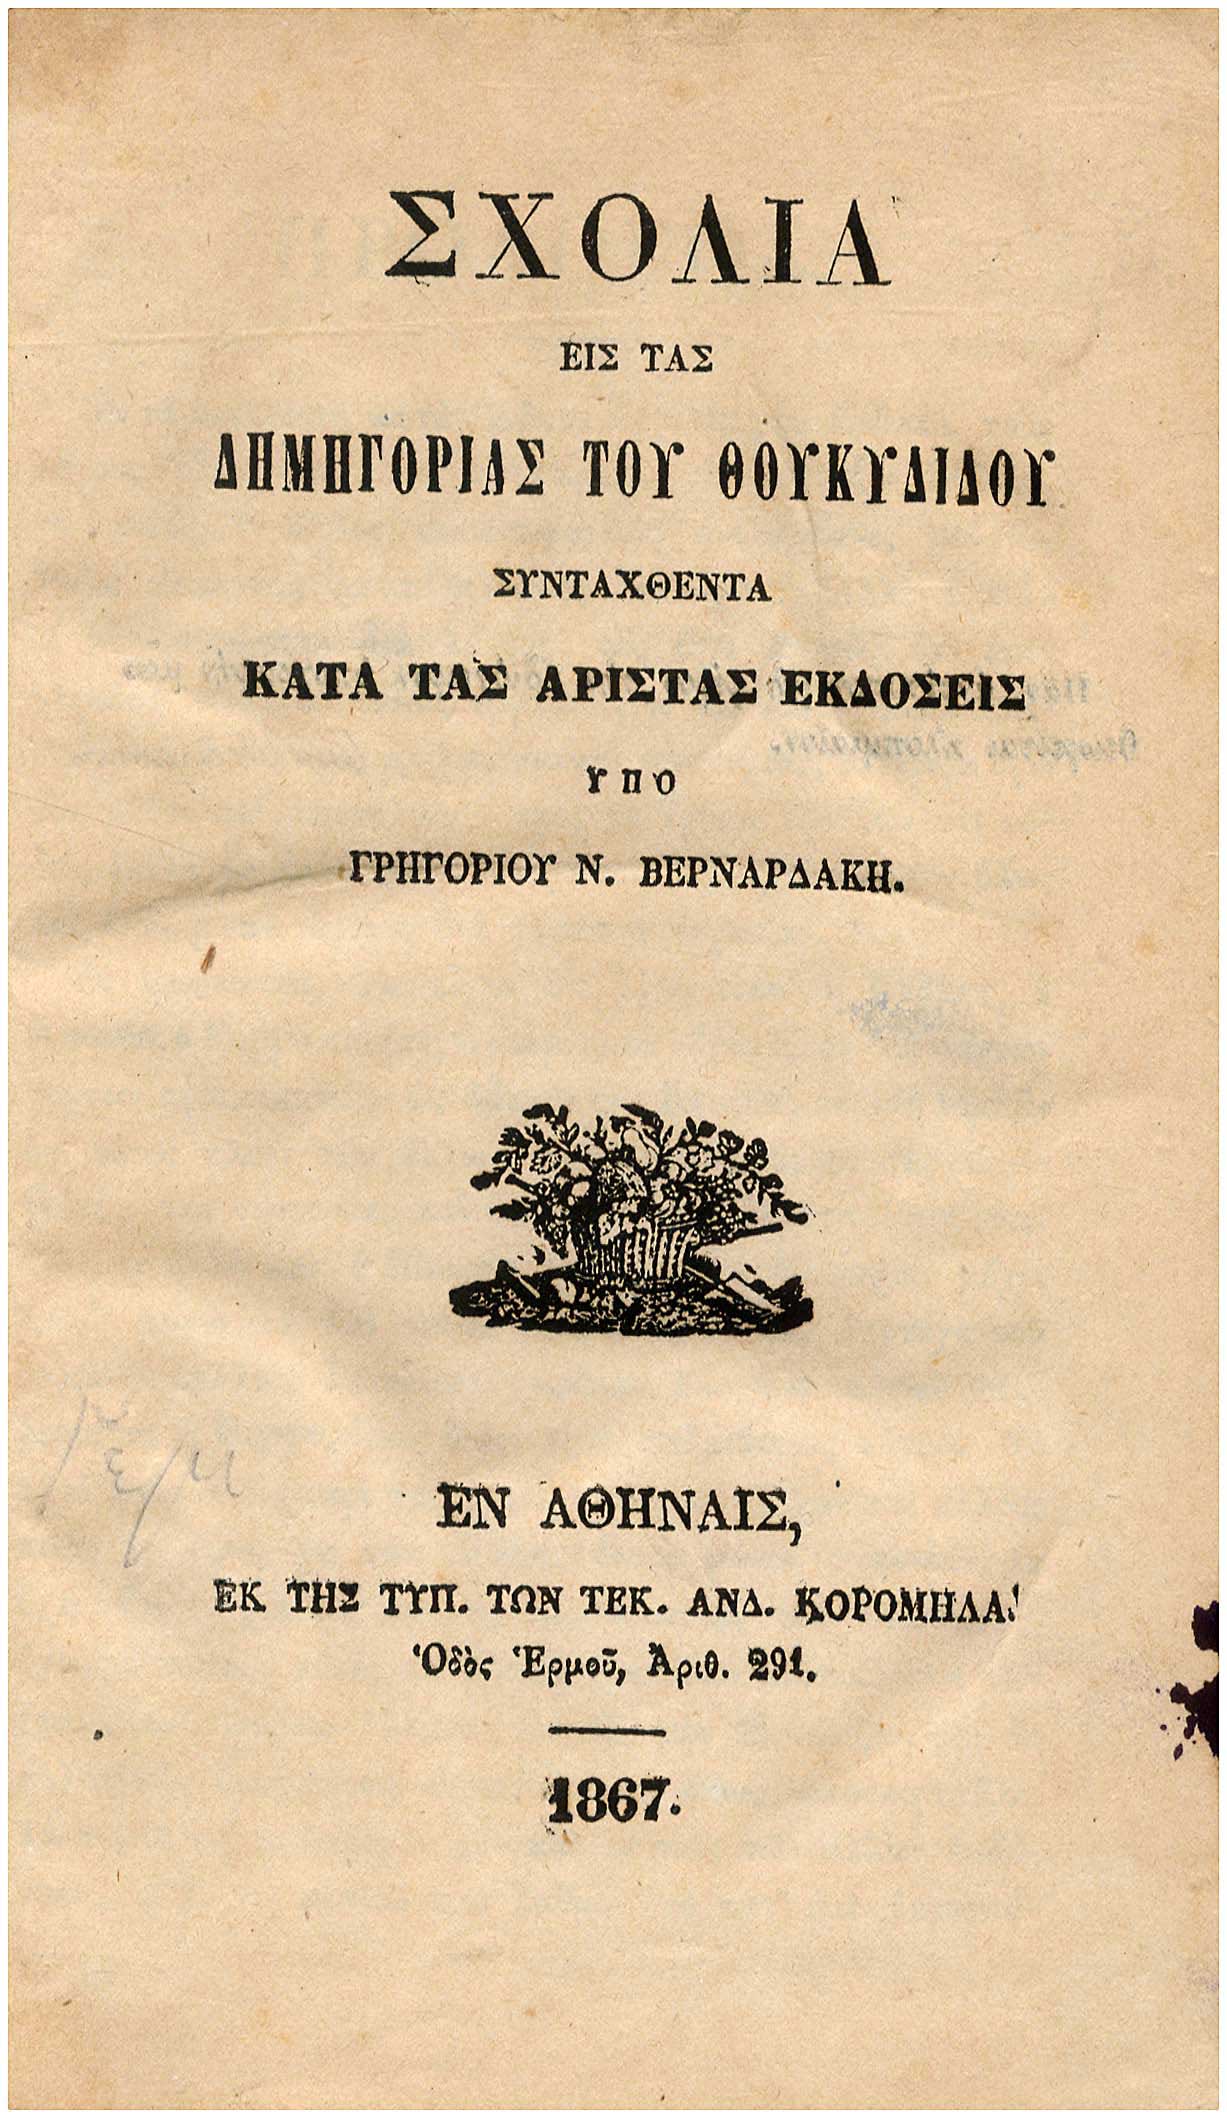 ΣΧΟΛΙΑ
ΕΙΣ ΤΑΣ
ΔΗΜΗΓΟΡΙΑΣ ΤΟΥ ΘΟΥΚΥΔΙΔΟΥ
ΣΥΝΤΑΧΘΕΝΤΑ
ΚΑΤΑ ΤΑΣ ΑΡΙΣΤΑΣ ΕΚΔΟΣΕΙΣ
ΥΠΟ
ΓΡΗΓΟΡΙΟΥ Ν. ΒΕΡΝΑΡΔΑΚΗ.
ΕΝ ΑΘΗΝΑΙΣ,
ΕΚ ΤΗΣ ΤΥΠ. ΤΩΝ ΤΕΚ. ΑΝΔ. ΚΟΡΟΜΗΛΑ.
Ὁδὸς Ἑρμοῦ, Ἀριθ. 291.
1867.